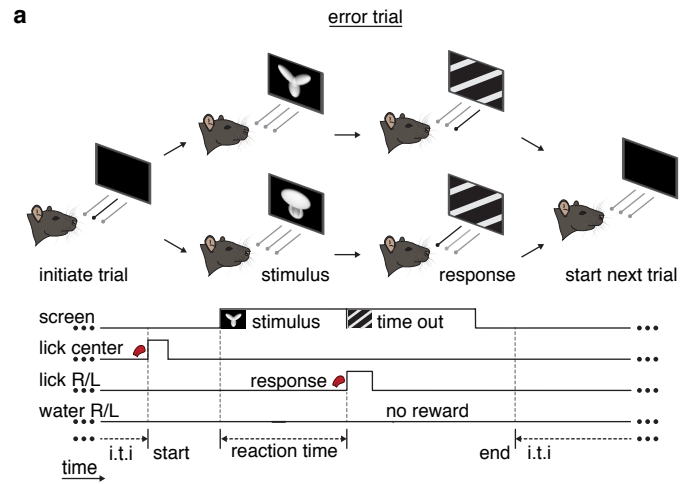 a
error trial
initiate trial
stimulus
response
start next trial
screen
stimulus
time out
lick center
lick R/L
response
water R/L
no reward
i.t.i
start
reaction time
end
i.t.i
time